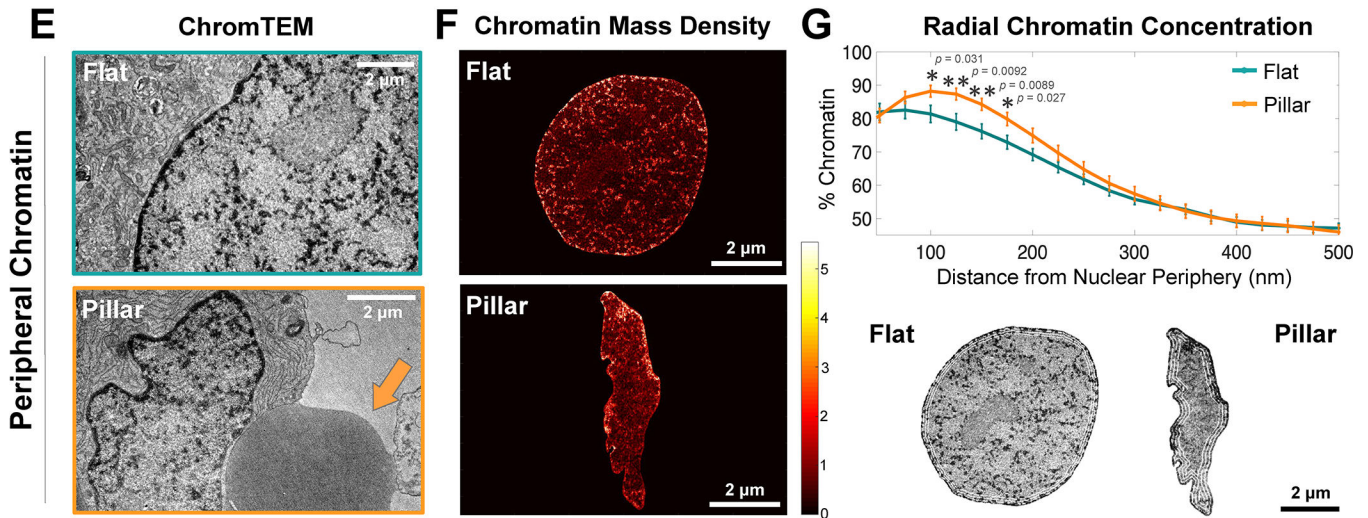 E
ChromTEM
Peripheral Chromatin
Flat
2 µm
Pillar
2 µm
F
Chromatin Mass Density
Flat
2 µm
Pillar
2 µm
5
4
3
2
1
0
G
Radial Chromatin Concentration
100
90
80
70
60
50
% Chromatin
p = 0.031
* ** p = 0.0092
** p = 0.0089
* p = 0.027
Flat
Pillar
100
200
300
400
500
Distance from Nuclear Periphery (nm)
Flat
Pillar
2 µm